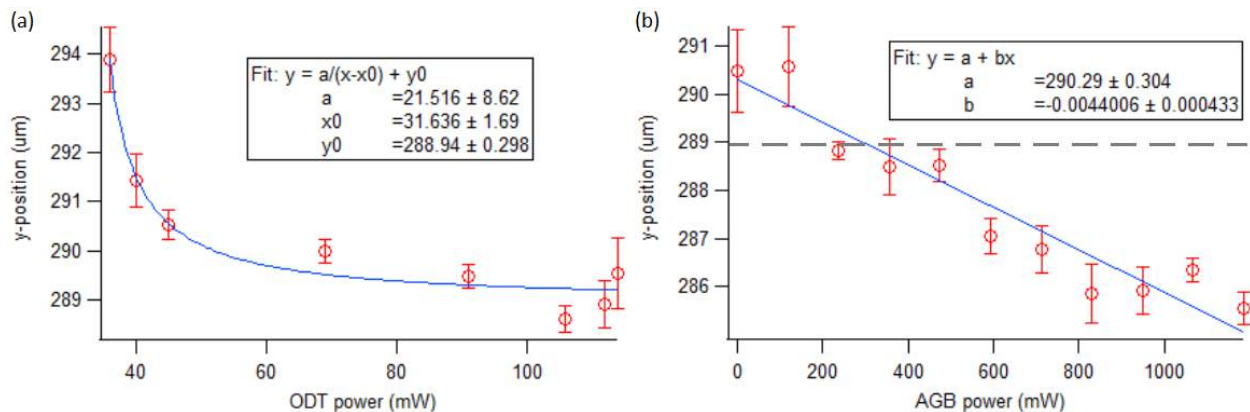 (a)
294
293
292
291
290
289
y-position (um)
Fit: y = a/(x-x0) + y0
a =21.516 ± 8.62
x0 =31.636 ± 1.69
y0 =288.94 ± 0.298
40 60 80 100
ODT power (mW)
(b)
291
290
289
288
287
286
y-position (um)
Fit: y = a + bx
a =290.29 ± 0.304
b =-0.0044006 ± 0.000433
0 200 400 600 800 1000
AGB power (mW)